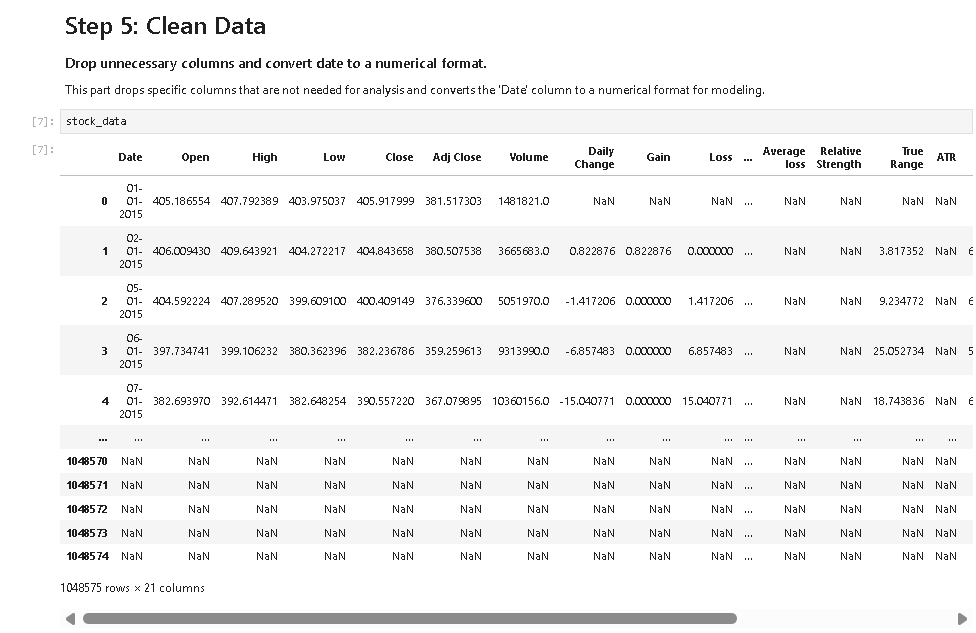 Step 5: Clean Data
Drop unnecessary columns and convert date to a numerical format.
This part drops specific columns that are not needed for analysis and converts the 'Date' column to a numerical format for modeling.
[7]: stock_data
[7]:
Date Open High Low Close Adj Close Volume Daily Change Gain Loss ... Average loss Relative Strength True Range ATR
0 01-01-2015 405.186554 407.792389 403.975037 405.917999 381.517303 1481821.0 NaN NaN NaN ... NaN NaN NaN NaN
1 02-01-2015 406.009430 409.643921 404.272217 404.843658 380.507538 3665683.0 0.822876 0.822876 0.000000 ... NaN NaN 3.817352 NaN 6
2 05-01-2015 404.592224 407.289520 399.609100 400.409149 376.339600 5051970.0 -1.417206 0.000000 1.417206 ... NaN NaN 9.234772 NaN 6
3 06-01-2015 397.734741 399.106232 380.362396 382.236786 359.259613 9313990.0 -6.857483 0.000000 6.857483 ... NaN NaN 25.052734 NaN 5
4 07-01-2015 382.693970 392.614471 382.648254 390.557220 367.079895 10360156.0 -15.040771 0.000000 15.040771 ... NaN NaN 18.743836 NaN 6
... ... ... ... ... ... ... ... ... ... ... ... ... ... ... ...
1048570 NaN NaN NaN NaN NaN NaN NaN NaN NaN NaN ... NaN NaN NaN NaN
1048571 NaN NaN NaN NaN NaN NaN NaN NaN NaN NaN ... NaN NaN NaN NaN
1048572 NaN NaN NaN NaN NaN NaN NaN NaN NaN NaN ... NaN NaN NaN NaN
1048573 NaN NaN NaN NaN NaN NaN NaN NaN NaN NaN ... NaN NaN NaN NaN
1048574 NaN NaN NaN NaN NaN NaN NaN NaN NaN NaN ... NaN NaN NaN NaN
1048575 rows × 21 columns